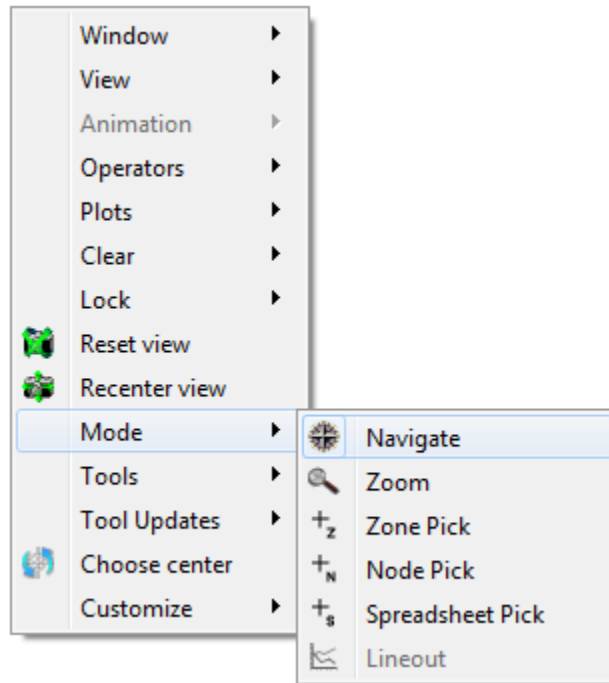 Window
View
Animation
Operators
Plots
Clear
Lock
Reset view
Recenter view
Mode
Tools
Tool Updates
Choose center
Customize
Navigate
Zoom
Z Zone Pick
N Node Pick
S Spreadsheet Pick
Lineout